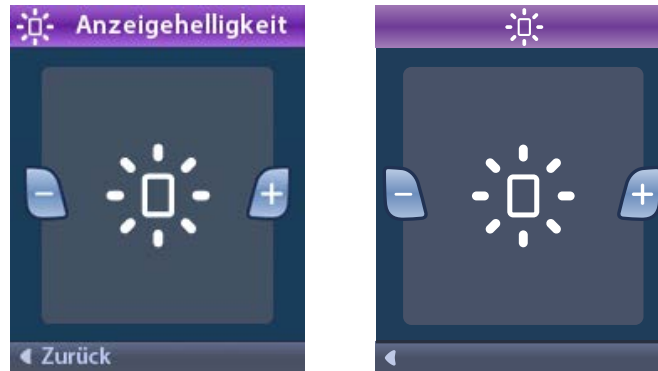 Anzeigehelligkeit
− +
− +
Zurück